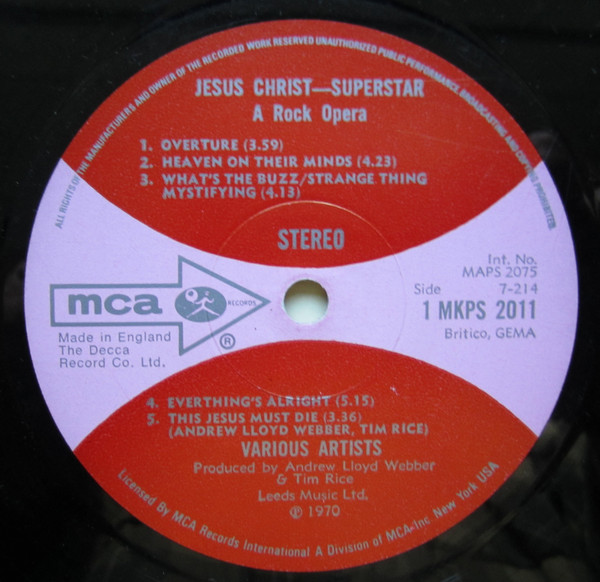 ALL RIGHTS OF THE MANUFACTURERS AND OWNER OF THE RECORDED WORK RESERVED UNAUTHORIZED PUBLIC PERFORMANCE BROADCASTING AND COPYING PROHIBITED
JESUS CHRIST—SUPERSTAR
A Rock Opera
1. OVERTURE (3.59)
2. HEAVEN ON THEIR MINDS (4.23)
3. WHAT'S THE BUZZ/STRANGE THING
MYSTIFYING (4.13)
STEREO
Int. No.
MAPS 2075
Side 7-214
1 MKPS 2011
Britico, GEMA
mca RECORDS
®
Made in England
The Decca
Record Co. Ltd.
4. EVERTHING'S ALRIGHT (5.15)
5. THIS JESUS MUST DIE (3.36)
(ANDREW LLOYD WEBBER, TIM RICE)
VARIOUS ARTISTS
Produced by Andrew Lloyd Webber
& Tim Rice
Leeds Music Ltd.
℗ 1970
Licensed By MCA Records International A Division of MCA-Inc New York USA